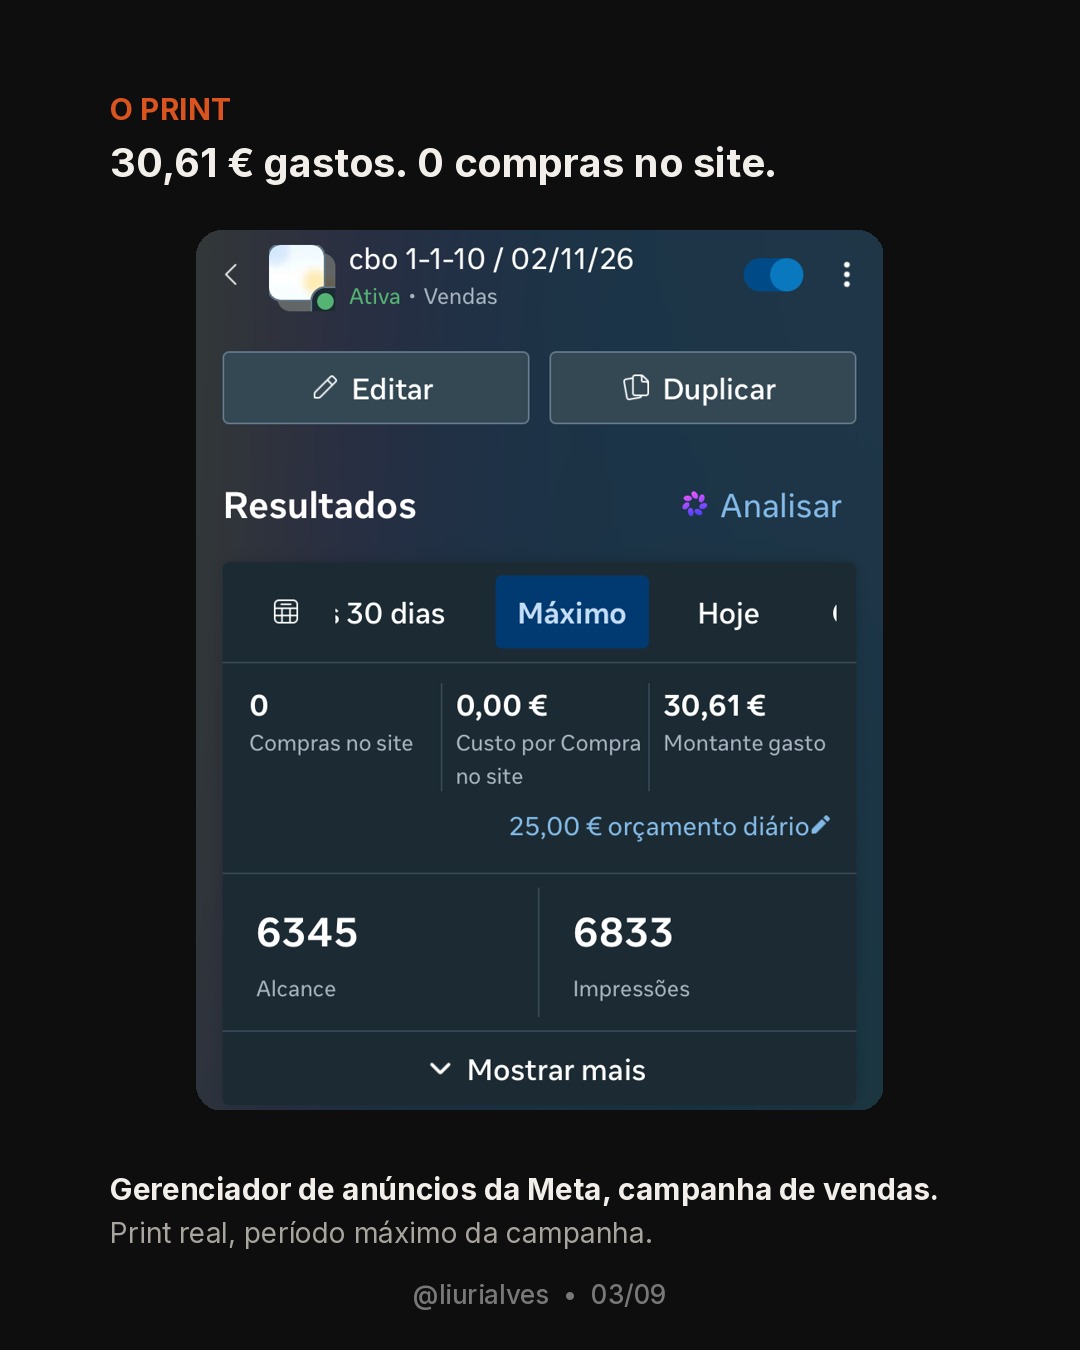 O PRINT
30,61 € gastos. 0 compras no site.
cbo 1-1-10 / 02/11/26
Ativa • Vendas
Editar
Duplicar
Resultados
Analisar
30 dias
Máximo
Hoje
0
Compras no site
0,00 €
Custo por Compra
no site
30,61 €
Montante gasto
25,00 € orçamento diário
6345
Alcance
6833
Impressões
Mostrar mais
Gerenciador de anúncios da Meta, campanha de vendas.
Print real, período máximo da campanha.
@liurialves • 03/09